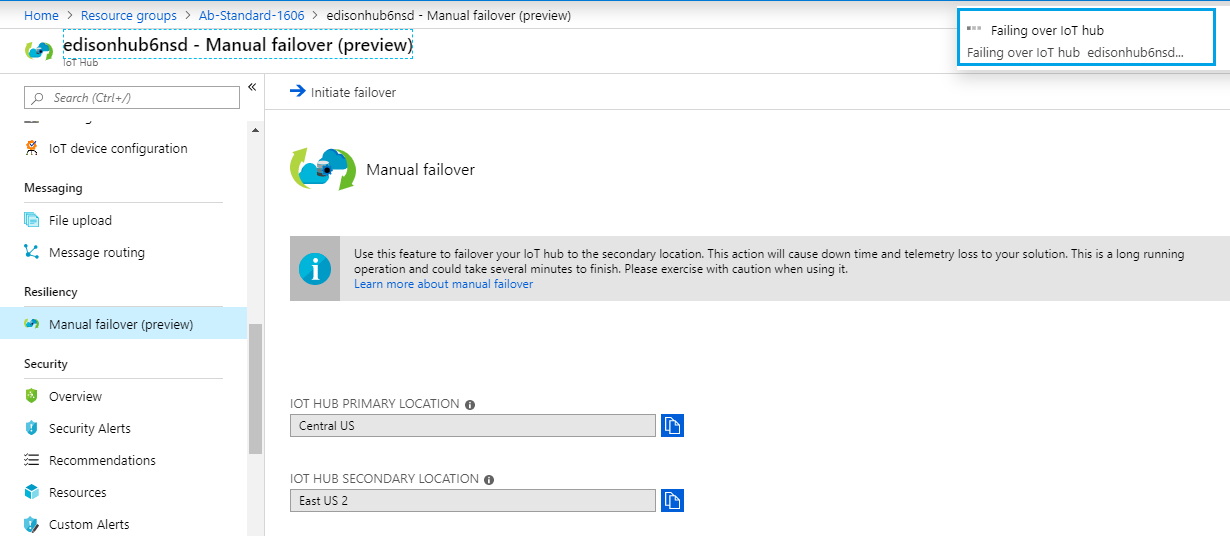 Home > Resource groups > Ab-Standard-1606 > edisonhub6nsd - Manual failover (preview)
edisonhub6nsd - Manual failover (preview)
IoT Hub
Failing over IoT hub
Failing over IoT hub edisonhub6nsd...
Search (Ctrl+/)
«
IoT device configuration
Messaging
File upload
Message routing
Resiliency
Manual failover (preview)
Security
Overview
Security Alerts
Recommendations
Resources
Custom Alerts
Initiate failover
Manual failover
Use this feature to failover your IoT hub to the secondary location. This action will cause down time and telemetry loss to your solution. This is a long running
operation and could take several minutes to finish. Please exercise with caution when using it.
Learn more about manual failover
IOT HUB PRIMARY LOCATION
Central US
IOT HUB SECONDARY LOCATION
East US 2